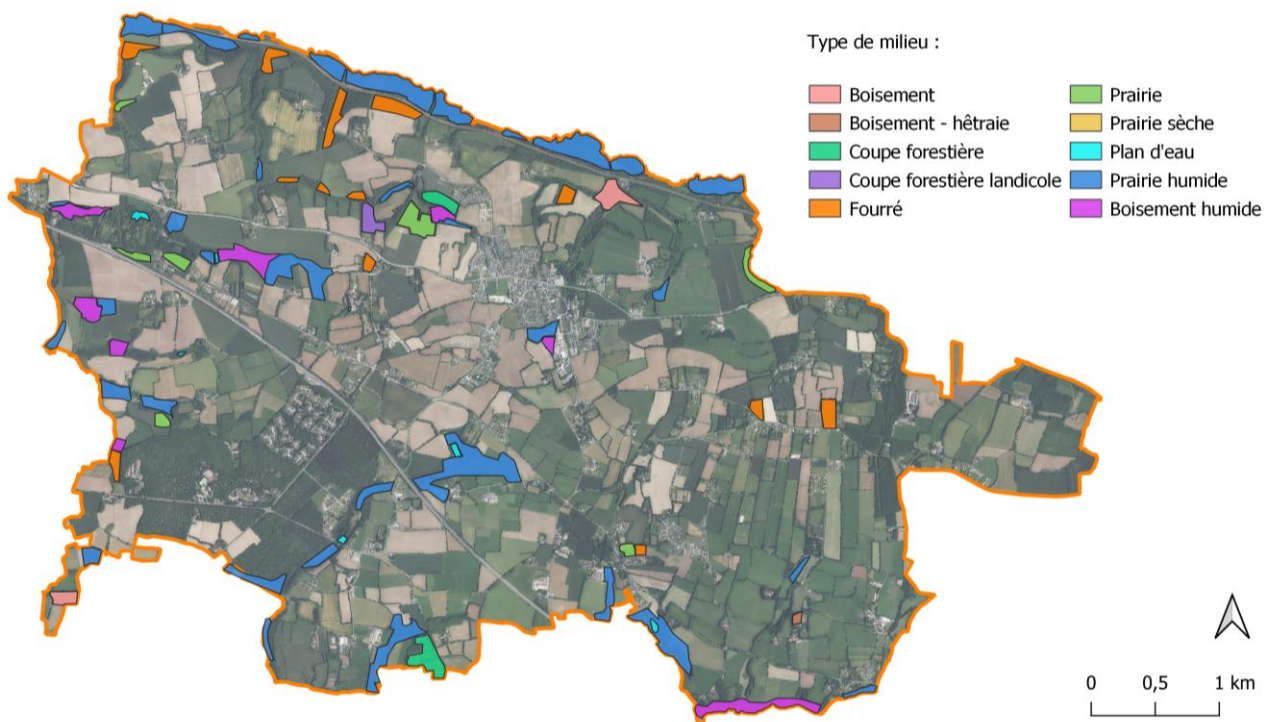 Type de milieu :
Boisement
Boisement - hêtraie
Coupe forestière
Coupe forestière landicole
Fourré
Prairie
Prairie sèche
Plan d'eau
Prairie humide
Boisement humide
0 0,5 1 km